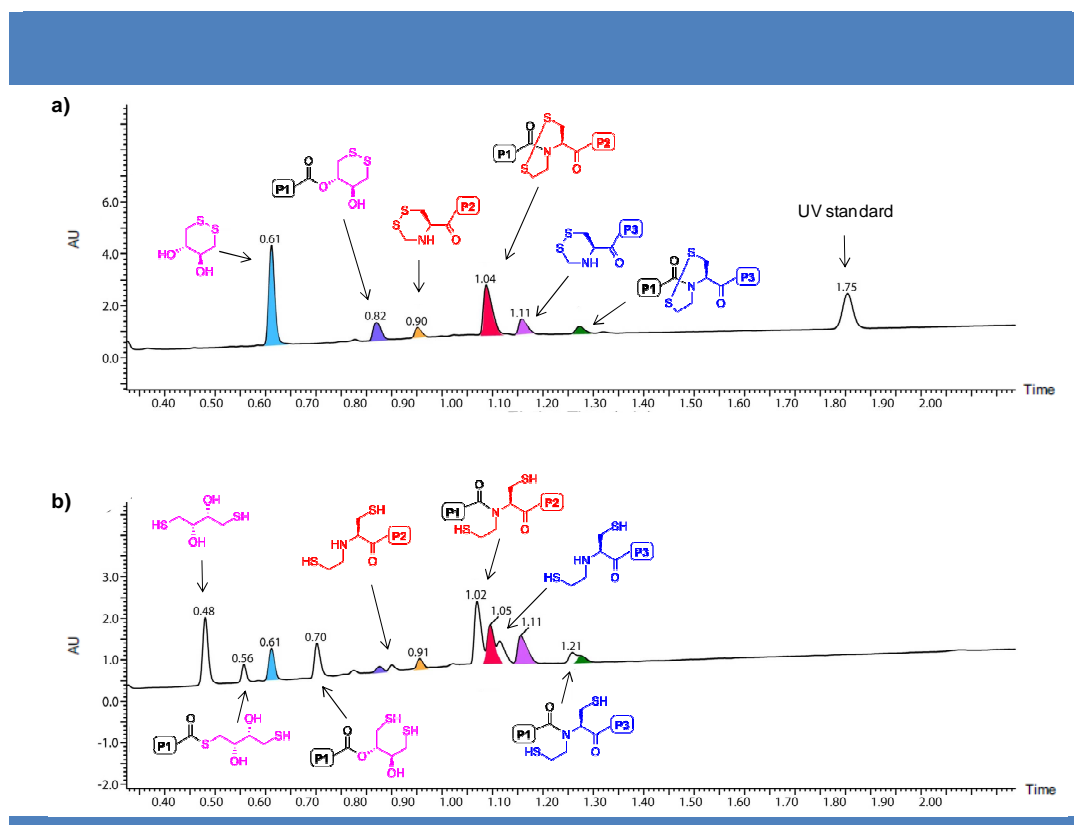 a)
6.0
4.0
2.0
0.0
AU
HO
OH
S
S
0.61
P1
O
O
S
S
OH
0.82
S
S
NH
O
P2
0.90
P1
O
N
S
S
O
P2
1.04
S
S
NH
O
P3
1.11
P1
O
N
S
S
O
P3
UV standard
1.75
0.40 0.50 0.60 0.70 0.80 0.90 1.00 1.10 1.20 1.30 1.40 1.50 1.60 1.70 1.80 1.90 2.00
Time
b)
3.0
2.0
1.0
0.0
-1.0
-2.0
AU
HS
OH
OH
SH
0.48
0.56
0.61
0.70
HS
HN
SH
O
P2
0.91
P1
O
N
HS
SH
O
P2
1.02
1.05
1.11
HS
HN
SH
O
P3
1.21
P1
O
S
OH
OH
SH
P1
O
O
SH
SH
OH
P1
O
N
HS
SH
O
P3
0.40 0.50 0.60 0.70 0.80 0.90 1.00 1.10 1.20 1.30 1.40 1.50 1.60 1.70 1.80 1.90 2.00
Time